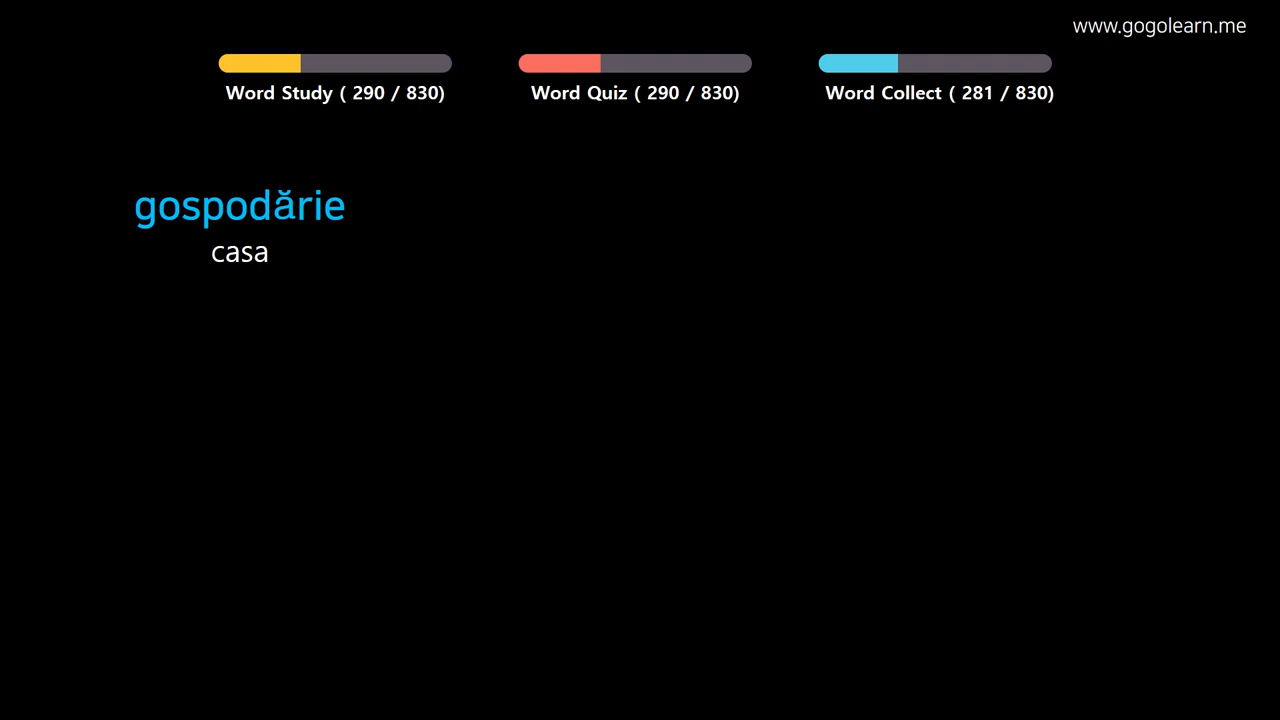 www.gogolearn.me
Word Study ( 290 / 830)
Word Quiz ( 290 / 830)
Word Collect ( 281 / 830)
gospodărie
casa